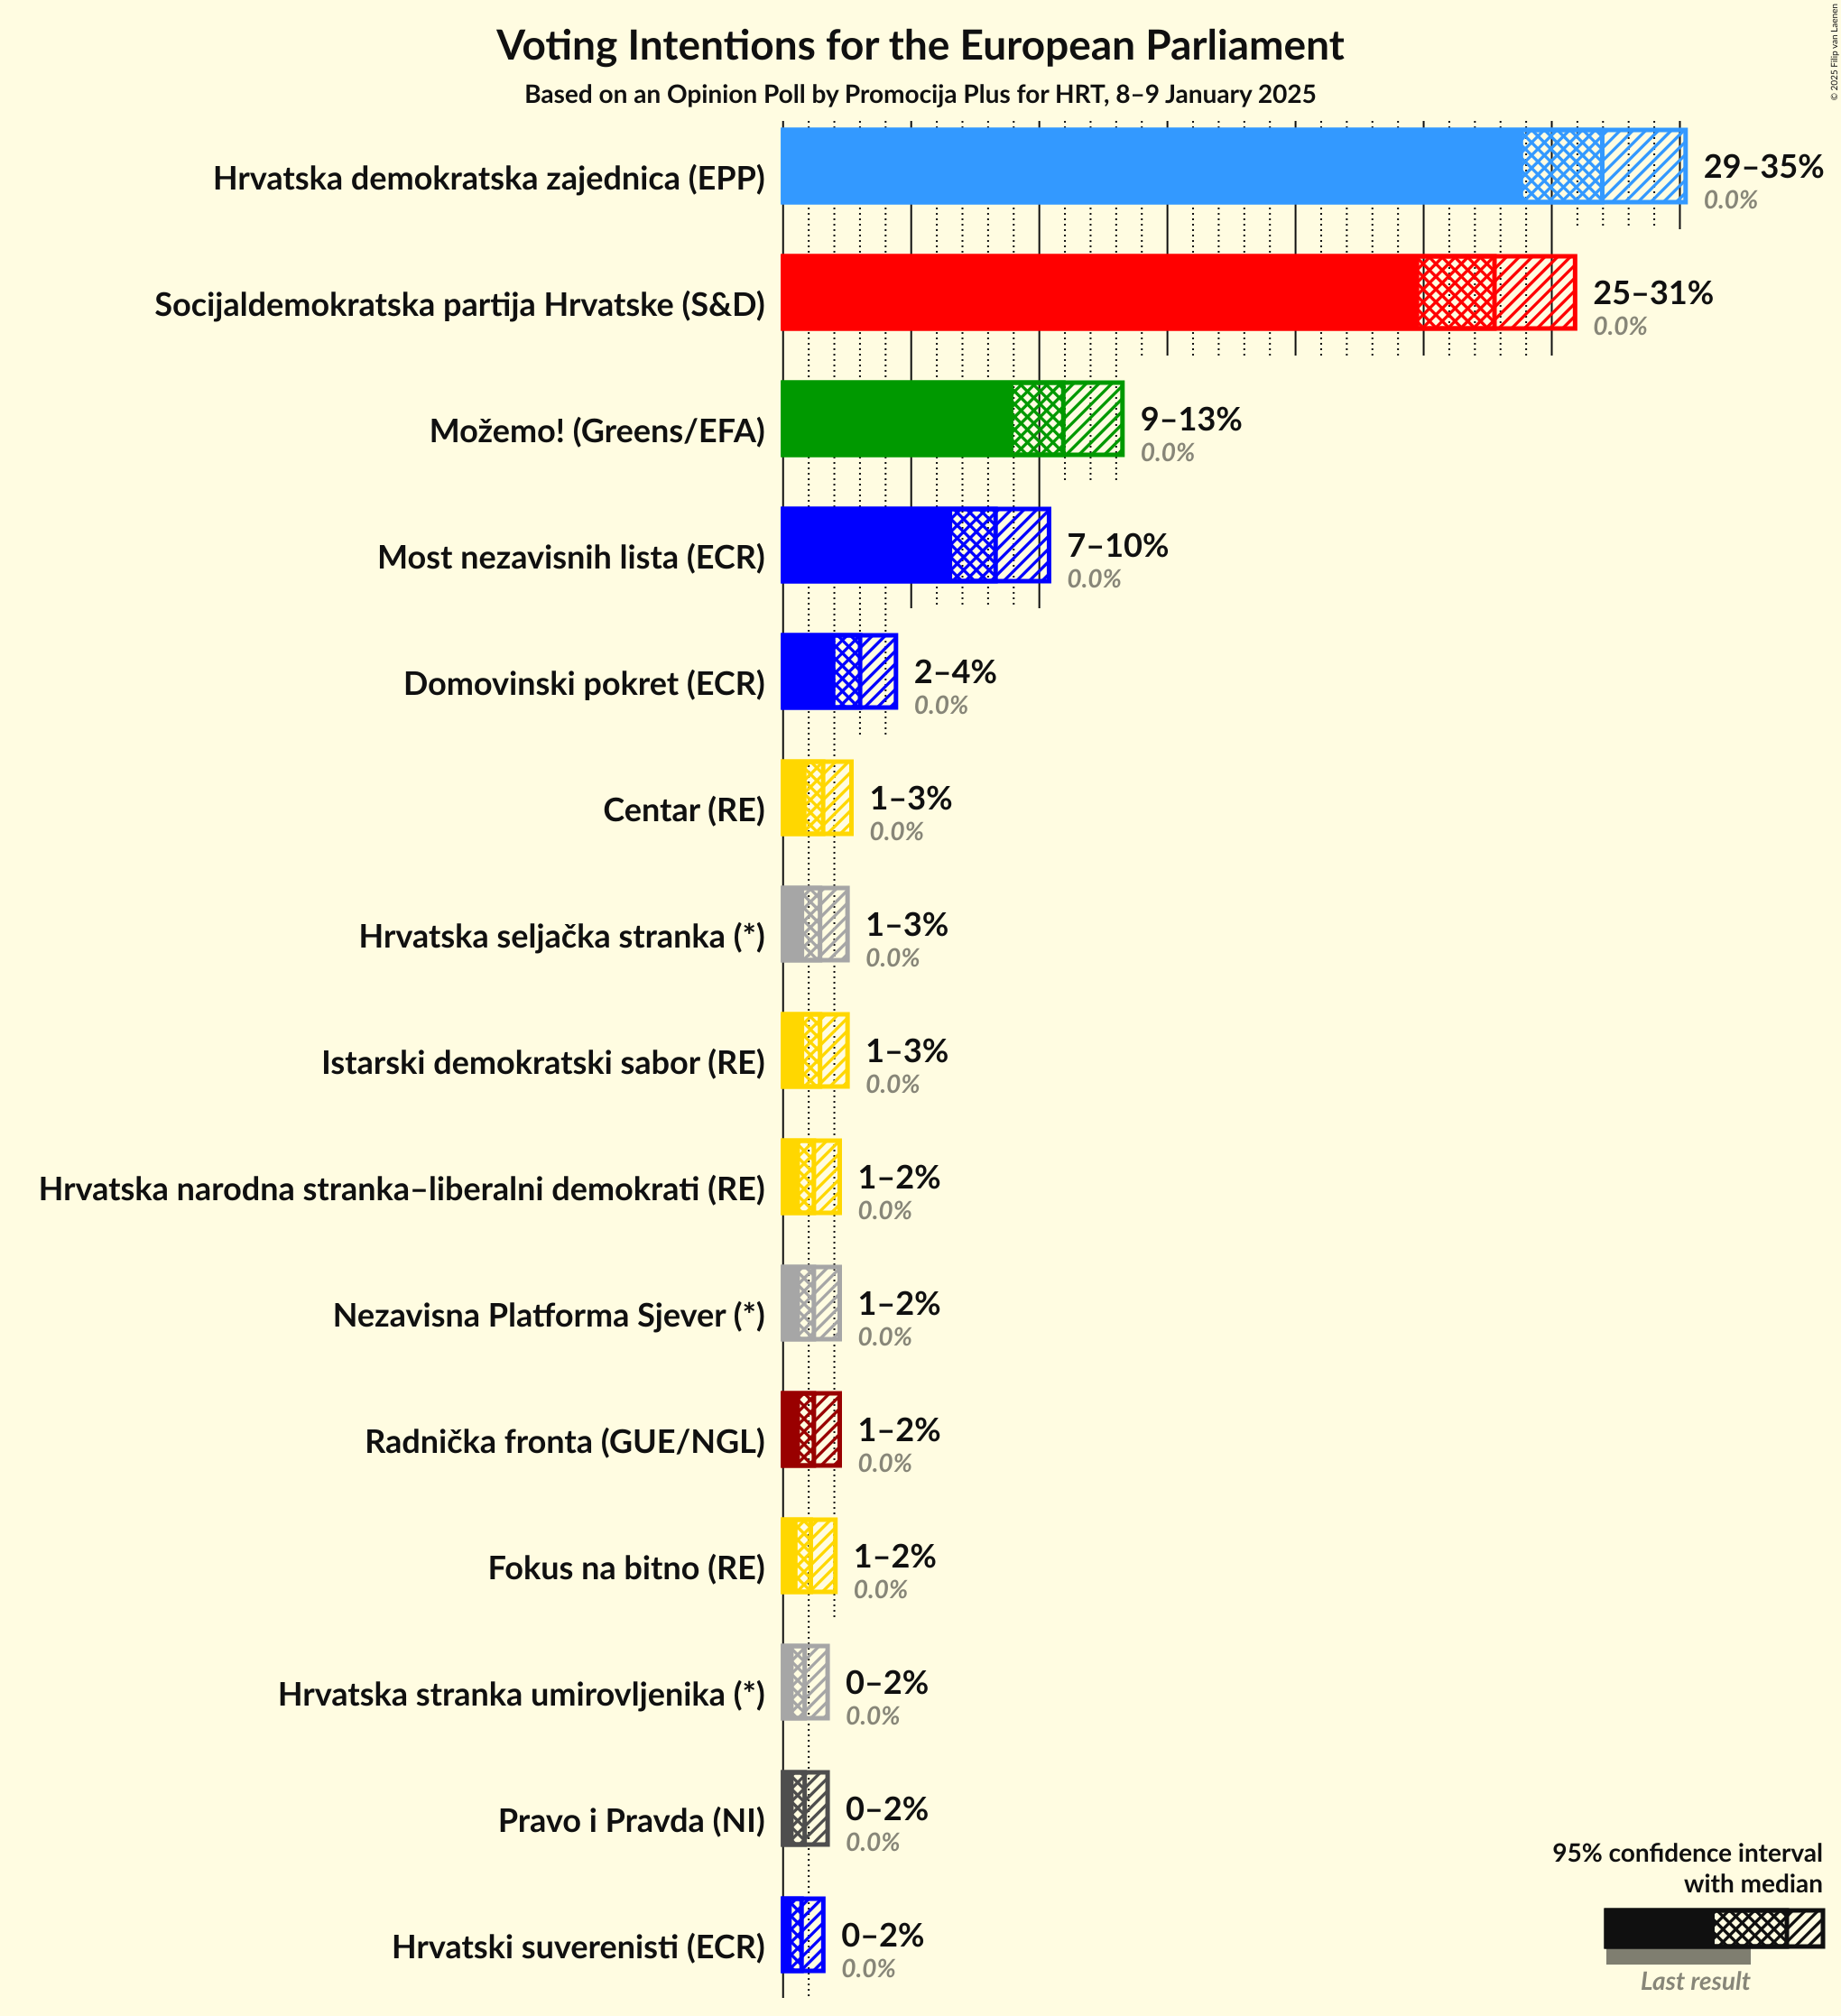 Voting Intentions for the European Parliament
Based on an Opinion Poll by Promocija Plus for HRT, 8–9 January 2025
© 2025 Filip van Laenen
Hrvatska demokratska zajednica (EPP)
29–35%
0.0%
Socijaldemokratska partija Hrvatske (S&D)
25–31%
0.0%
Možemo! (Greens/EFA)
9–13%
0.0%
Most nezavisnih lista (ECR)
7–10%
0.0%
Domovinski pokret (ECR)
2–4%
0.0%
Centar (RE)
1–3%
0.0%
Hrvatska seljačka stranka (*)
1–3%
0.0%
Istarski demokratski sabor (RE)
1–3%
0.0%
Hrvatska narodna stranka–liberalni demokrati (RE)
1–2%
0.0%
Nezavisna Platforma Sjever (*)
1–2%
0.0%
Radnička fronta (GUE/NGL)
1–2%
0.0%
Fokus na bitno (RE)
1–2%
0.0%
Hrvatska stranka umirovljenika (*)
0–2%
0.0%
Pravo i Pravda (NI)
0–2%
0.0%
Hrvatski suverenisti (ECR)
0–2%
0.0%
95% confidence interval
with median
Last result